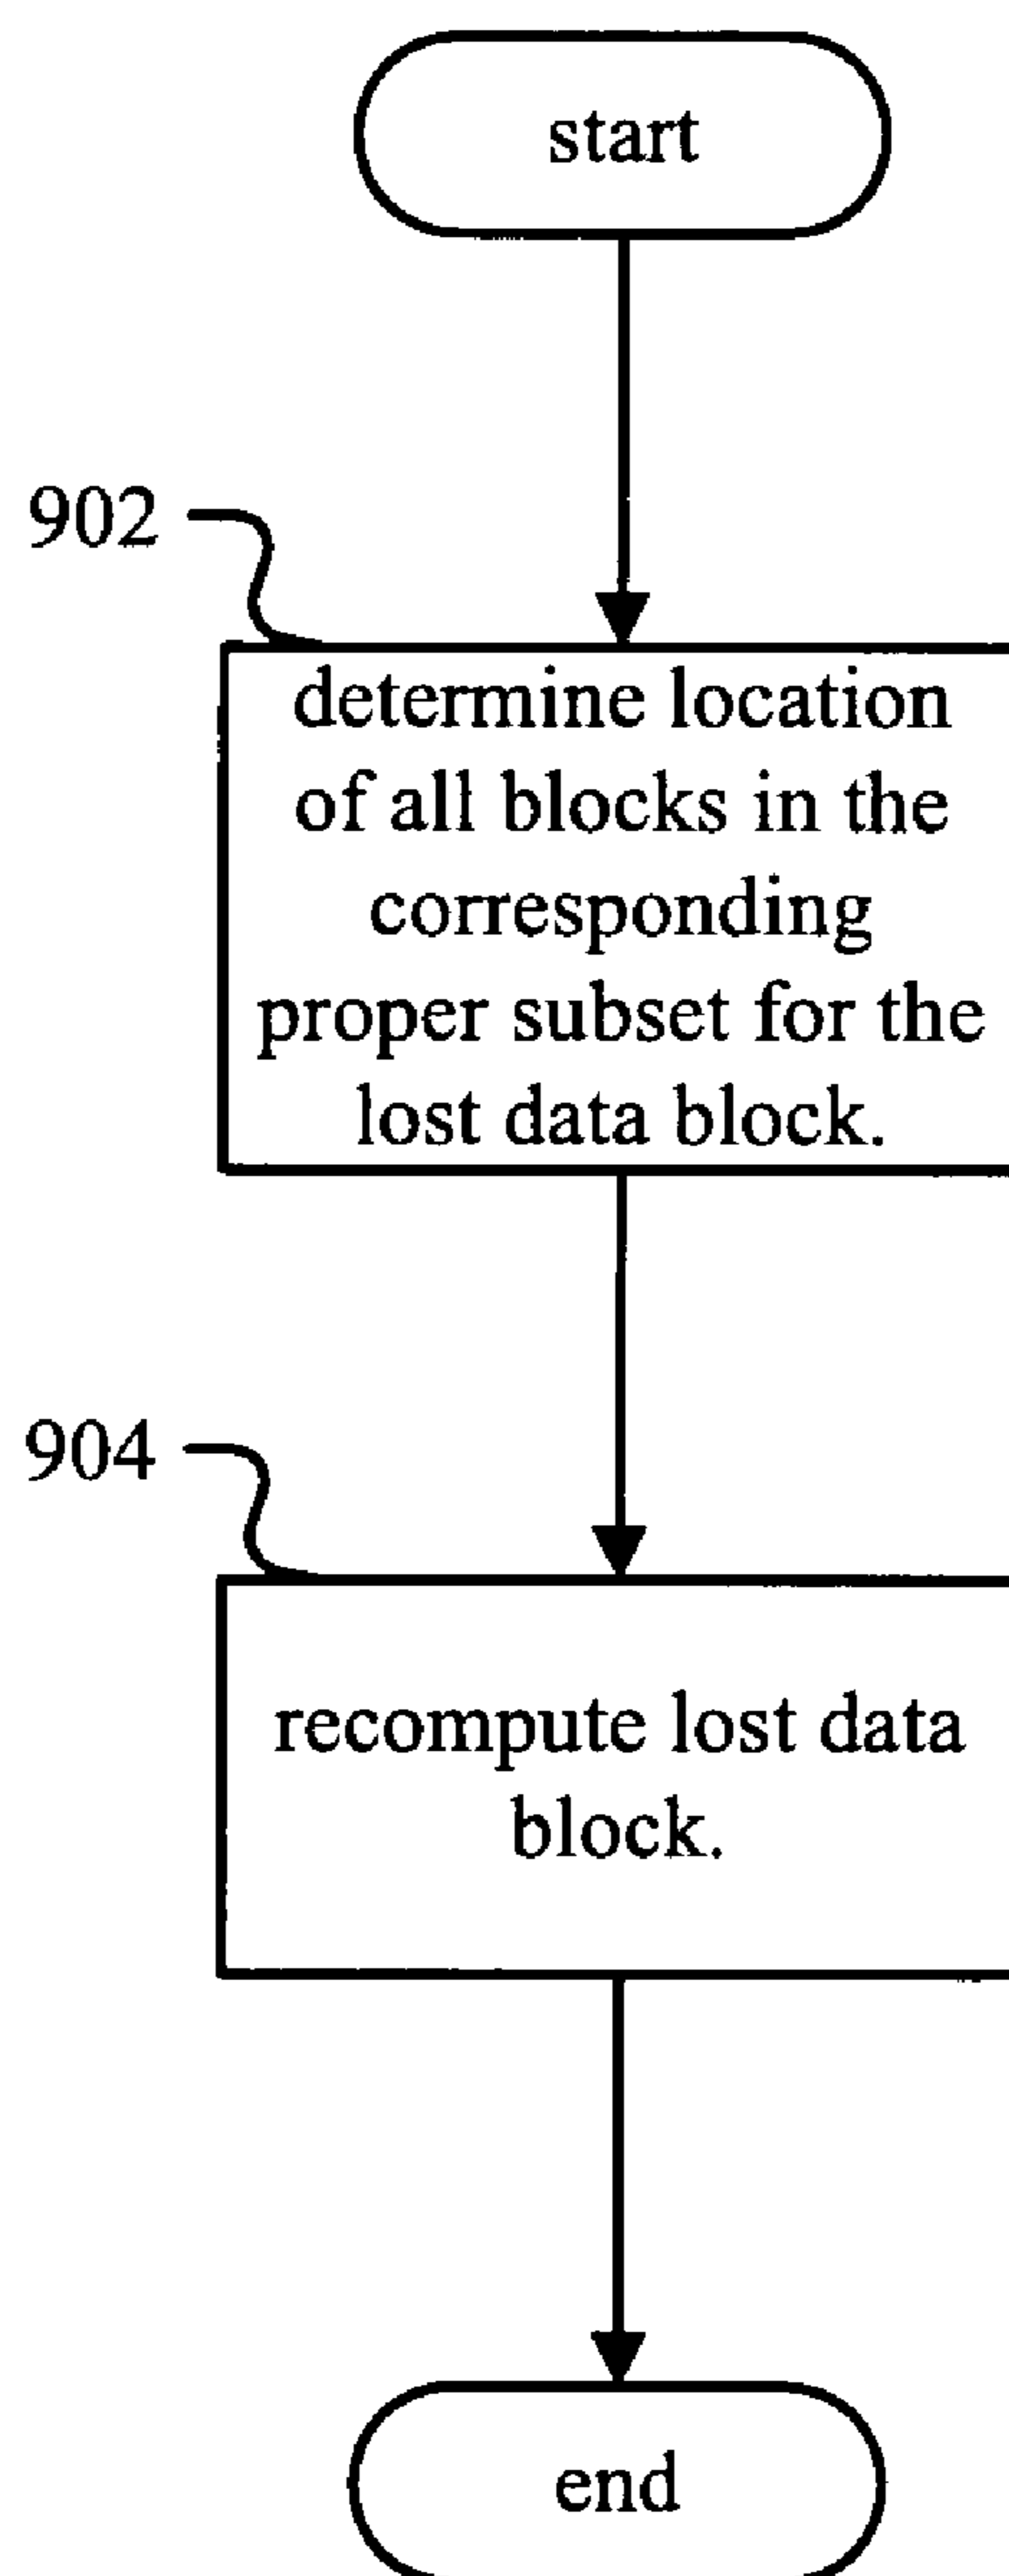 start
902
determine location
of all blocks in the
corresponding
proper subset for the
lost data block.
904
recompute lost data
block.
end